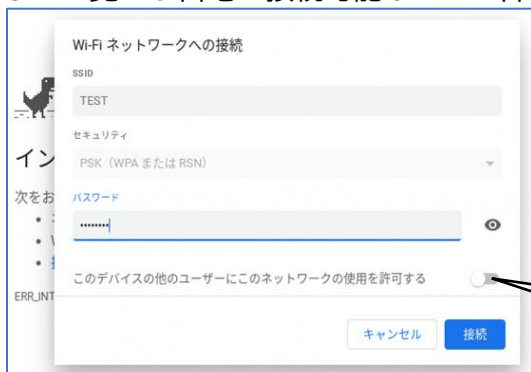 Wi-Fi ネットワークへの接続
SSID
TEST
イン
セキュリティ
PSK（WPA または RSN）
次をお
パスワード
••••••••
このデバイスの他のユーザーにこのネットワークの使用を許可する
ERR_INT
キャンセル
接続